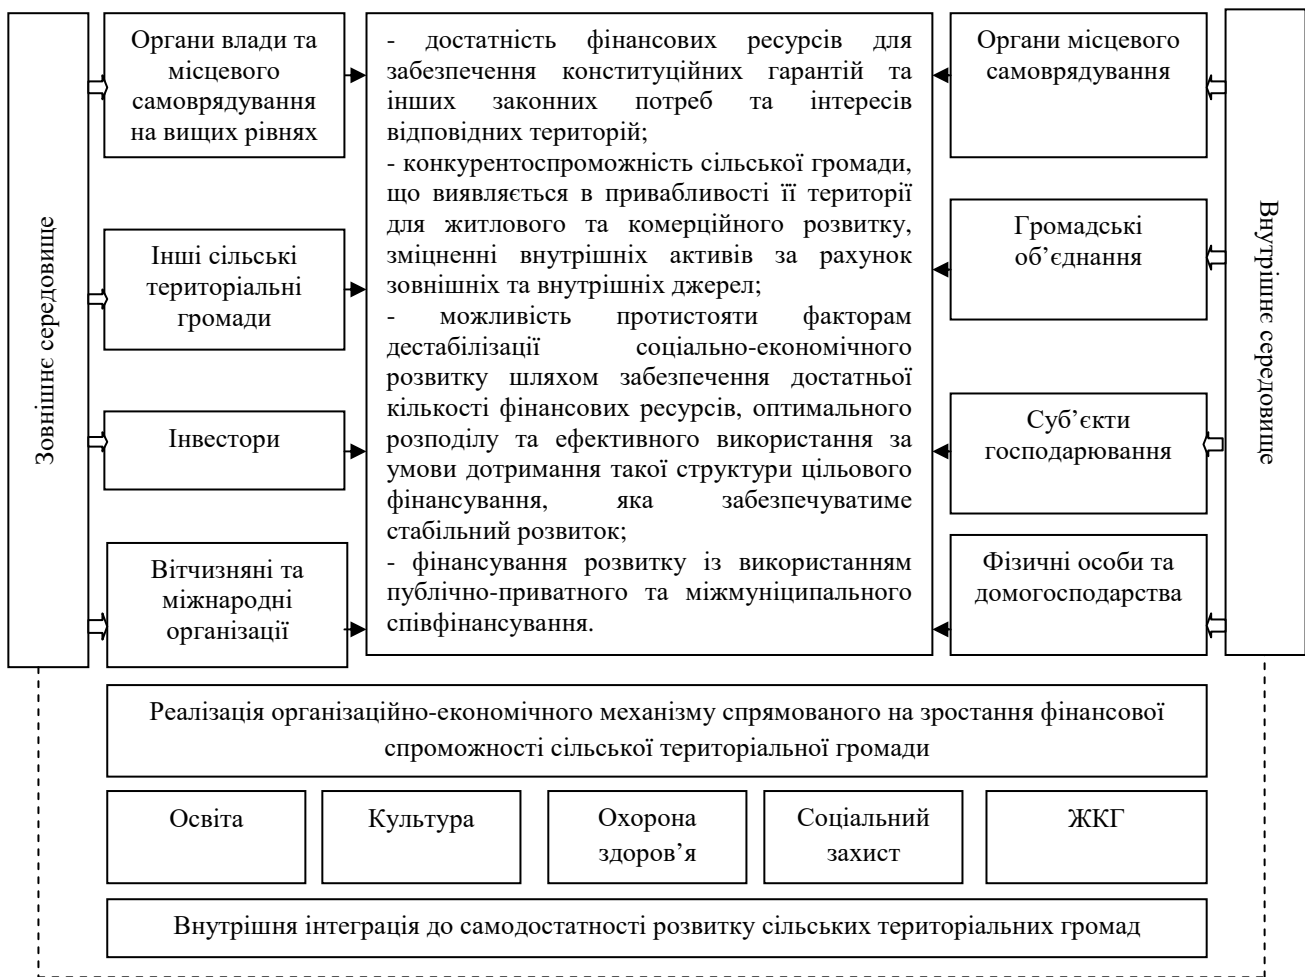 Зовнішнє середовище
Органи влади та
місцевого
самоврядування
на вищих рівнях
Інші сільські
територіальні
громади
Інвестори
Вітчизняні та
міжнародні
організації
- достатність фінансових ресурсів для
забезпечення конституційних гарантій та
інших законних потреб та інтересів
відповідних територій;
- конкурентоспроможність сільської громади,
що виявляється в привабливості її території
для житлового та комерційного розвитку,
зміцненні внутрішніх активів за рахунок
зовнішніх та внутрішніх джерел;
- можливість протистояти факторам
дестабілізації соціально-економічного
розвитку шляхом забезпечення достатньої
кількості фінансових ресурсів, оптимального
розподілу та ефективного використання за
умови дотримання такої структури цільового
фінансування, яка забезпечуватиме
стабільний розвиток;
- фінансування розвитку із використанням
публічно-приватного та міжмуніципального
співфінансування.
Органи місцевого
самоврядування
Громадські
об’єднання
Суб’єкти
господарювання
Фізичні особи та
домогосподарства
Внутрішнє середовище
Реалізація організаційно-економічного механізму спрямованого на зростання фінансової
спроможності сільської територіальної громади
Освіта
Культура
Охорона
здоров’я
Соціальний
захист
ЖКГ
Внутрішня інтеграція до самодостатності розвитку сільських територіальних громад